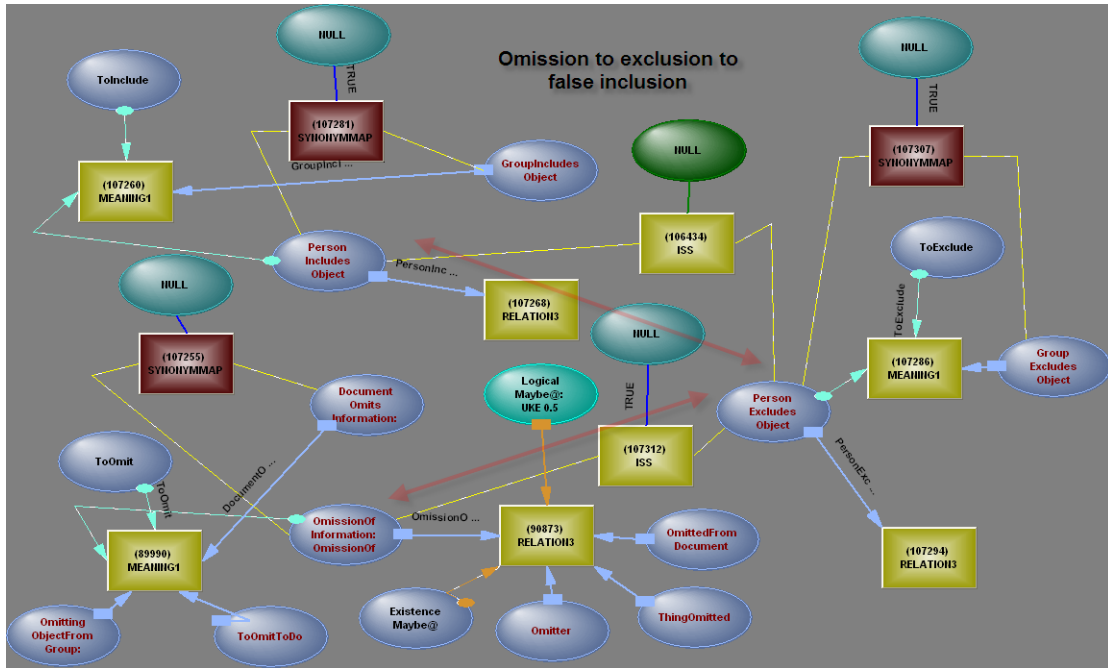 Omission to exclusion to
false inclusion
NULL
TRUE
NULL
TRUE
ToInclude
(107281)
SYNONYMMAP
GroupIncl ...
(107307)
SYNONYMMAP
NULL
GroupIncludes
Object
(107260)
MEANING1
(106434)
ISS
Person
Includes
Object
PersonInc ...
ToExclude
ToExclude
NULL
(107268)
RELATION3
NULL
TRUE
(107255)
SYNONYMMAP
(107286)
MEANING1
Group
Excludes
Object
Document
Omits
Information:
Logical
Maybe@:
UKE 0.5
Person
Excludes
Object
ToOmit
ToOmit
DocumentO ...
(107312)
ISS
PersonExc ...
OmissionOf
Information:
OmissionOf
OmissionO ...
(90873)
RELATION3
OmittedFrom
Document
(89990)
MEANING1
(107294)
RELATION3
Existence
Maybe@
Omitter
ThingOmitted
Omitting
ObjectFrom
Group:
ToOmitToDo